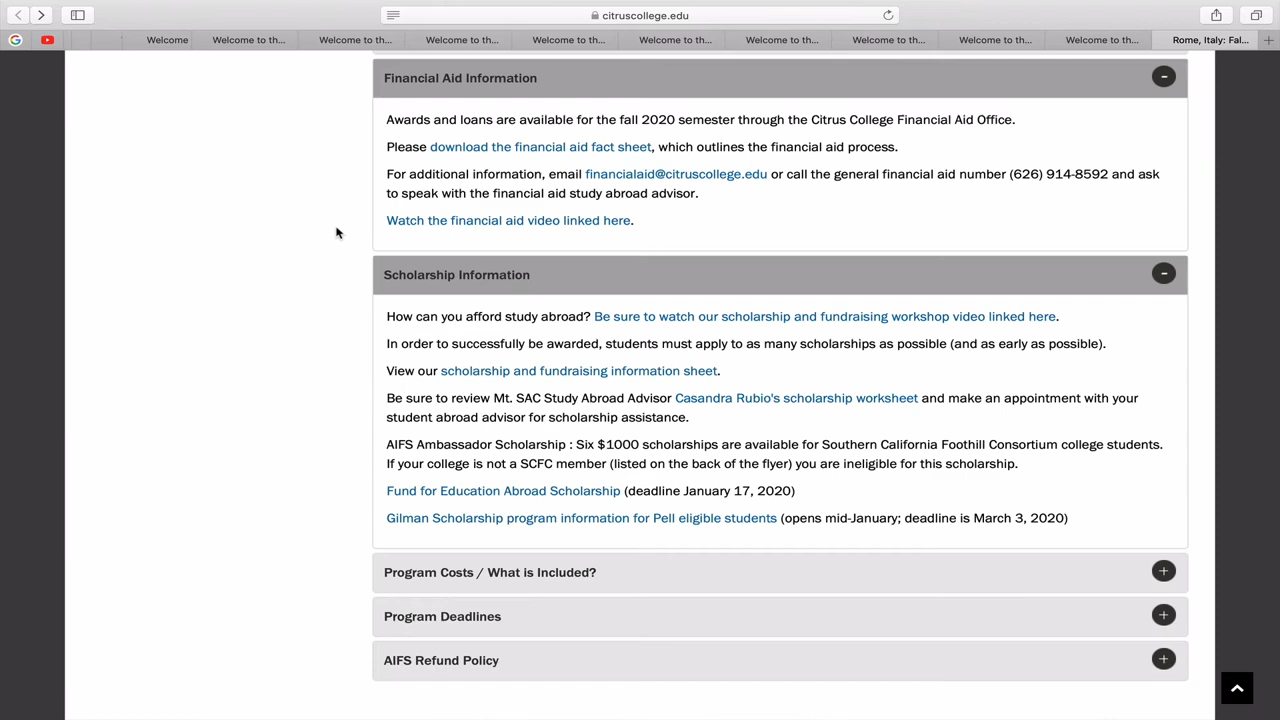 citruscollege.edu
Welcome
Welcome to th...
Welcome to th...
Welcome to th...
Welcome to th...
Welcome to th...
Welcome to th...
Welcome to th...
Welcome to th...
Welcome to th...
Rome, Italy: Fal...
Financial Aid Information
Awards and loans are available for the fall 2020 semester through the Citrus College Financial Aid Office.
Please download the financial aid fact sheet, which outlines the financial aid process.
For additional information, email financialaid@citruscollege.edu or call the general financial aid number (626) 914-8592 and ask
to speak with the financial aid study abroad advisor.
Watch the financial aid video linked here.
Scholarship Information
How can you afford study abroad? Be sure to watch our scholarship and fundraising workshop video linked here.
In order to successfully be awarded, students must apply to as many scholarships as possible (and as early as possible).
View our scholarship and fundraising information sheet.
Be sure to review Mt. SAC Study Abroad Advisor Casandra Rubio's scholarship worksheet and make an appointment with your
student abroad advisor for scholarship assistance.
AIFS Ambassador Scholarship : Six $1000 scholarships are available for Southern California Foothill Consortium college students.
If your college is not a SCFC member (listed on the back of the flyer) you are ineligible for this scholarship.
Fund for Education Abroad Scholarship (deadline January 17, 2020)
Gilman Scholarship program information for Pell eligible students (opens mid-January; deadline is March 3, 2020)
Program Costs / What is Included?
Program Deadlines
AIFS Refund Policy